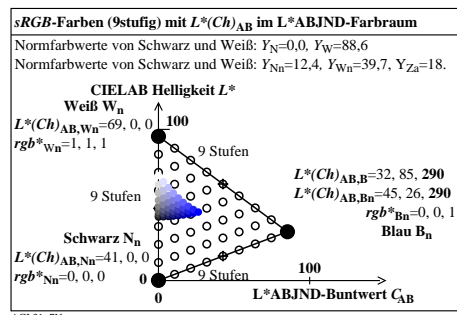 sRGB-Farben (9stufig) mit L*(Ch)AB im L*ABJND-Farbraum
Normfarbwerte von Schwarz und Weiß: YN=0,0, YW=88,6
Normfarbwerte von Schwarz und Weiß: YNn=12,4, YWn=39,7, YZa=18.
CIELAB Helligkeit L*
Weiß Wn
100
L*(Ch)AB,Wn=69, 0, 0
rgb*Wn=1, 1, 1
9 Stufen
L*(Ch)AB,B=32, 85, 290
9 Stufen
L*(Ch)AB,Bn=45, 26, 290
rgb*Bn=0, 0, 1
Schwarz Nn
Blau Bn
L*(Ch)AB,Nn=41, 0, 0
rgb*Nn=0, 0, 0
0
9 Stufen
0
100
L*ABJND-Buntwert CAB